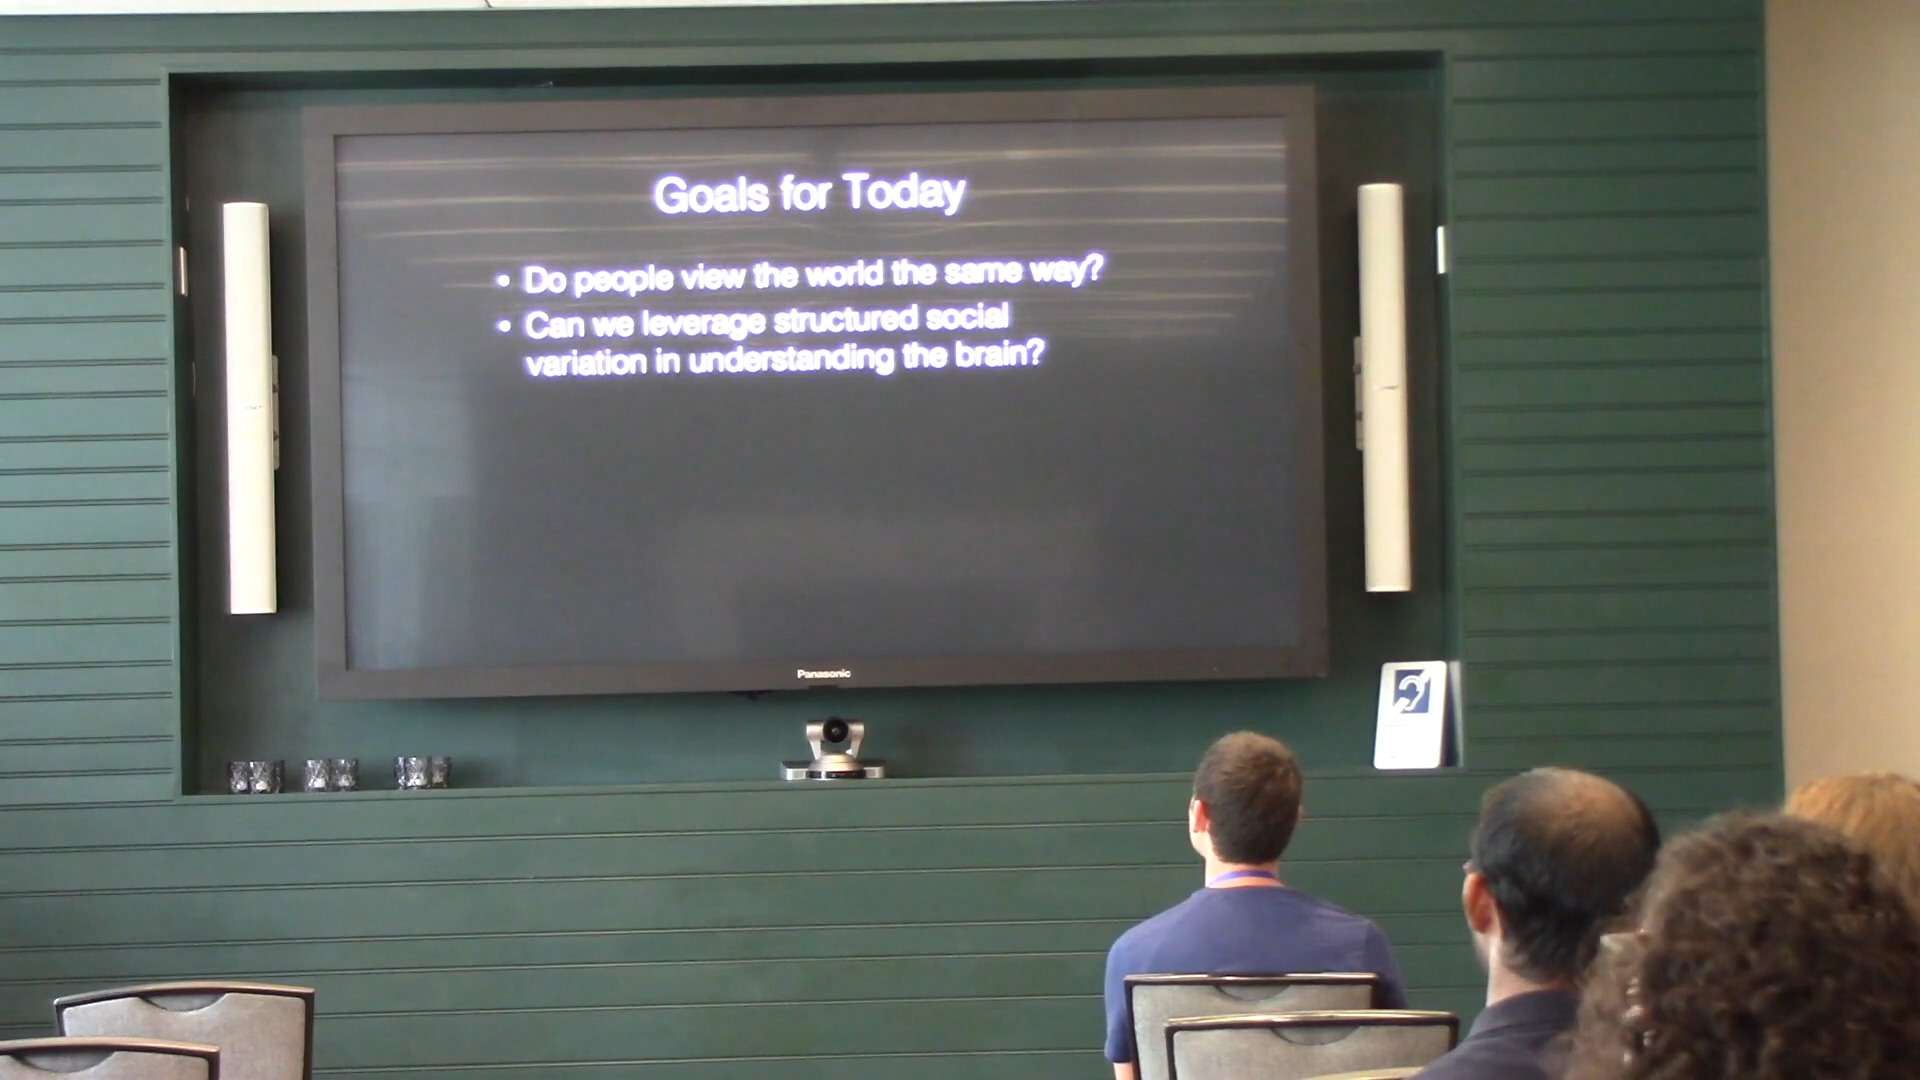 Goals for Today
• Do people view the world the same way?
• Can we leverage structured social
variation in understanding the brain?
Panasonic